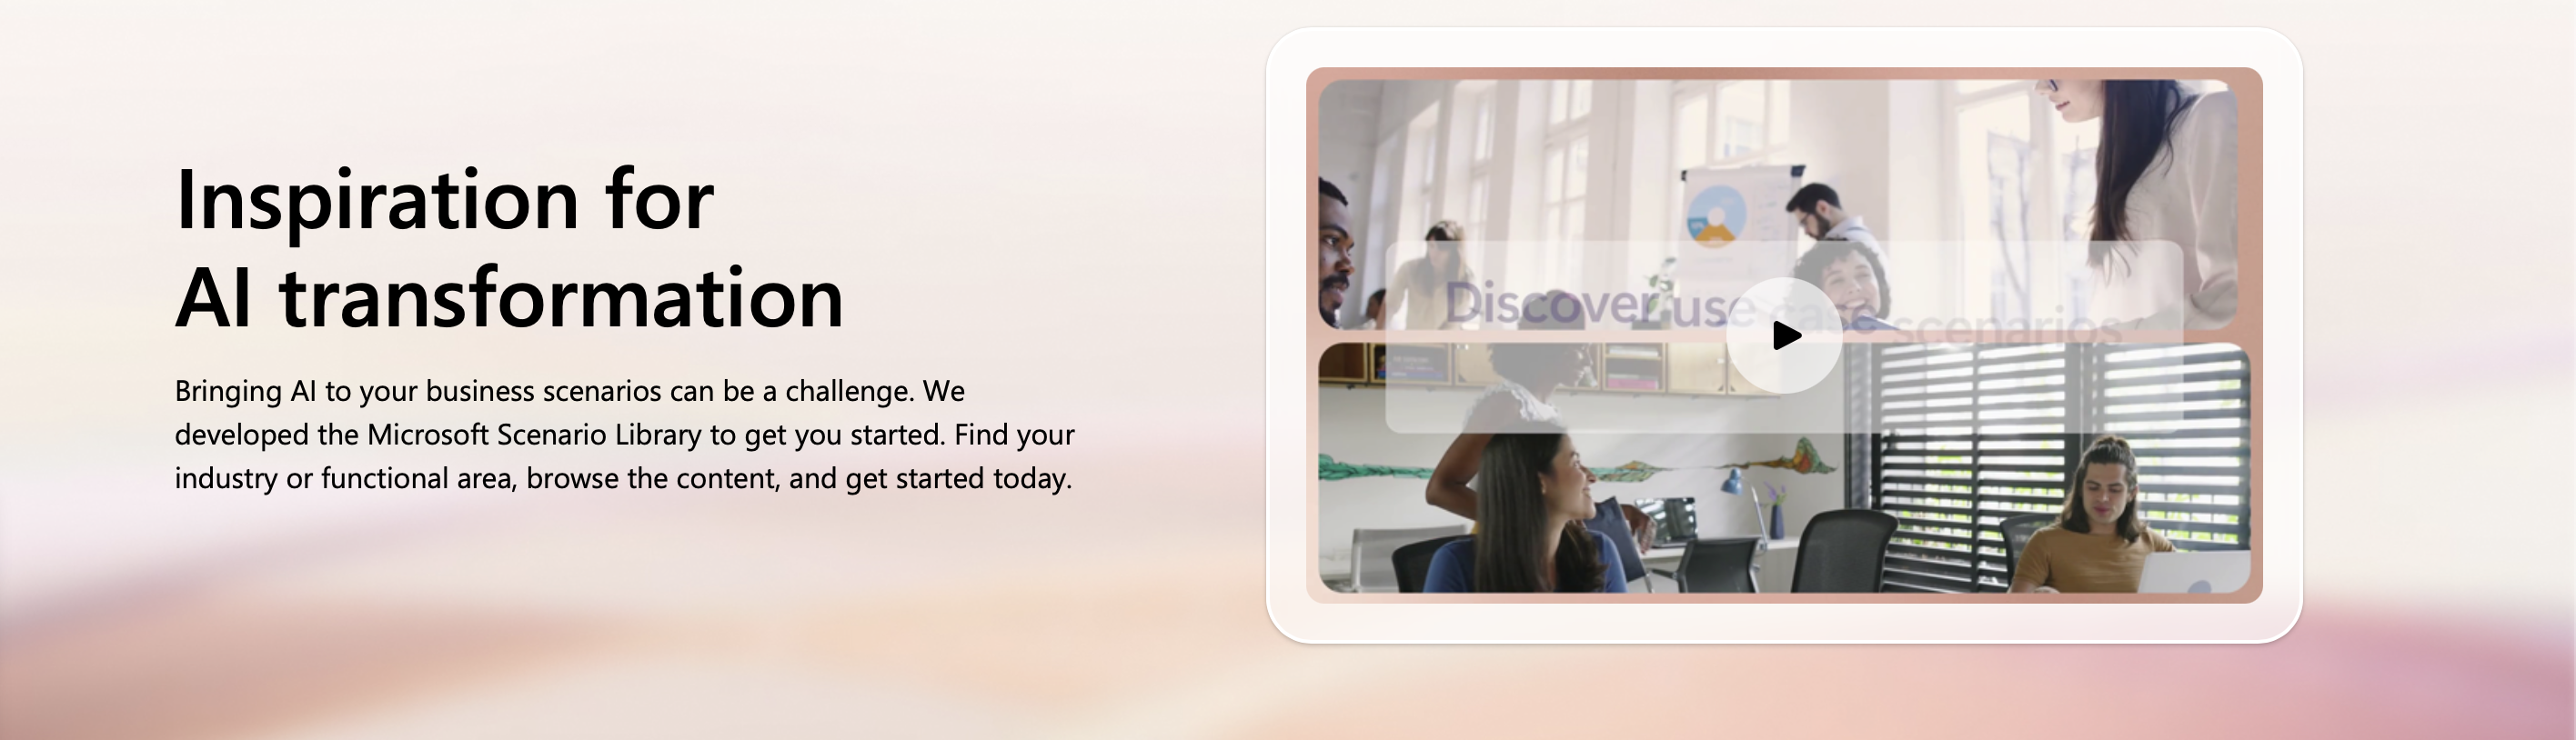 Inspiration for
AI transformation
Bringing AI to your business scenarios can be a challenge. We
developed the Microsoft Scenario Library to get you started. Find your
industry or functional area, browse the content, and get started today.
Discover use case scenarios